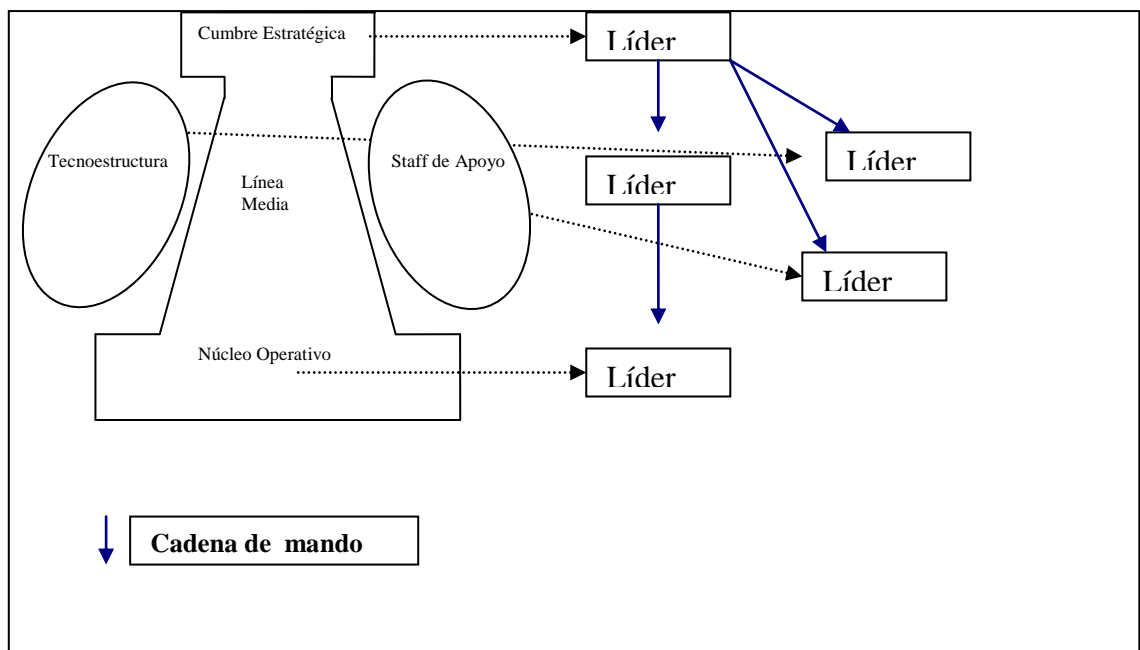 Cumbre Estratégica
Líder
Tecnoestructura
Staff de Apoyo
Líder
Línea
Media
Líder
Líder
Núcleo Operativo
Líder
Cadena de mando